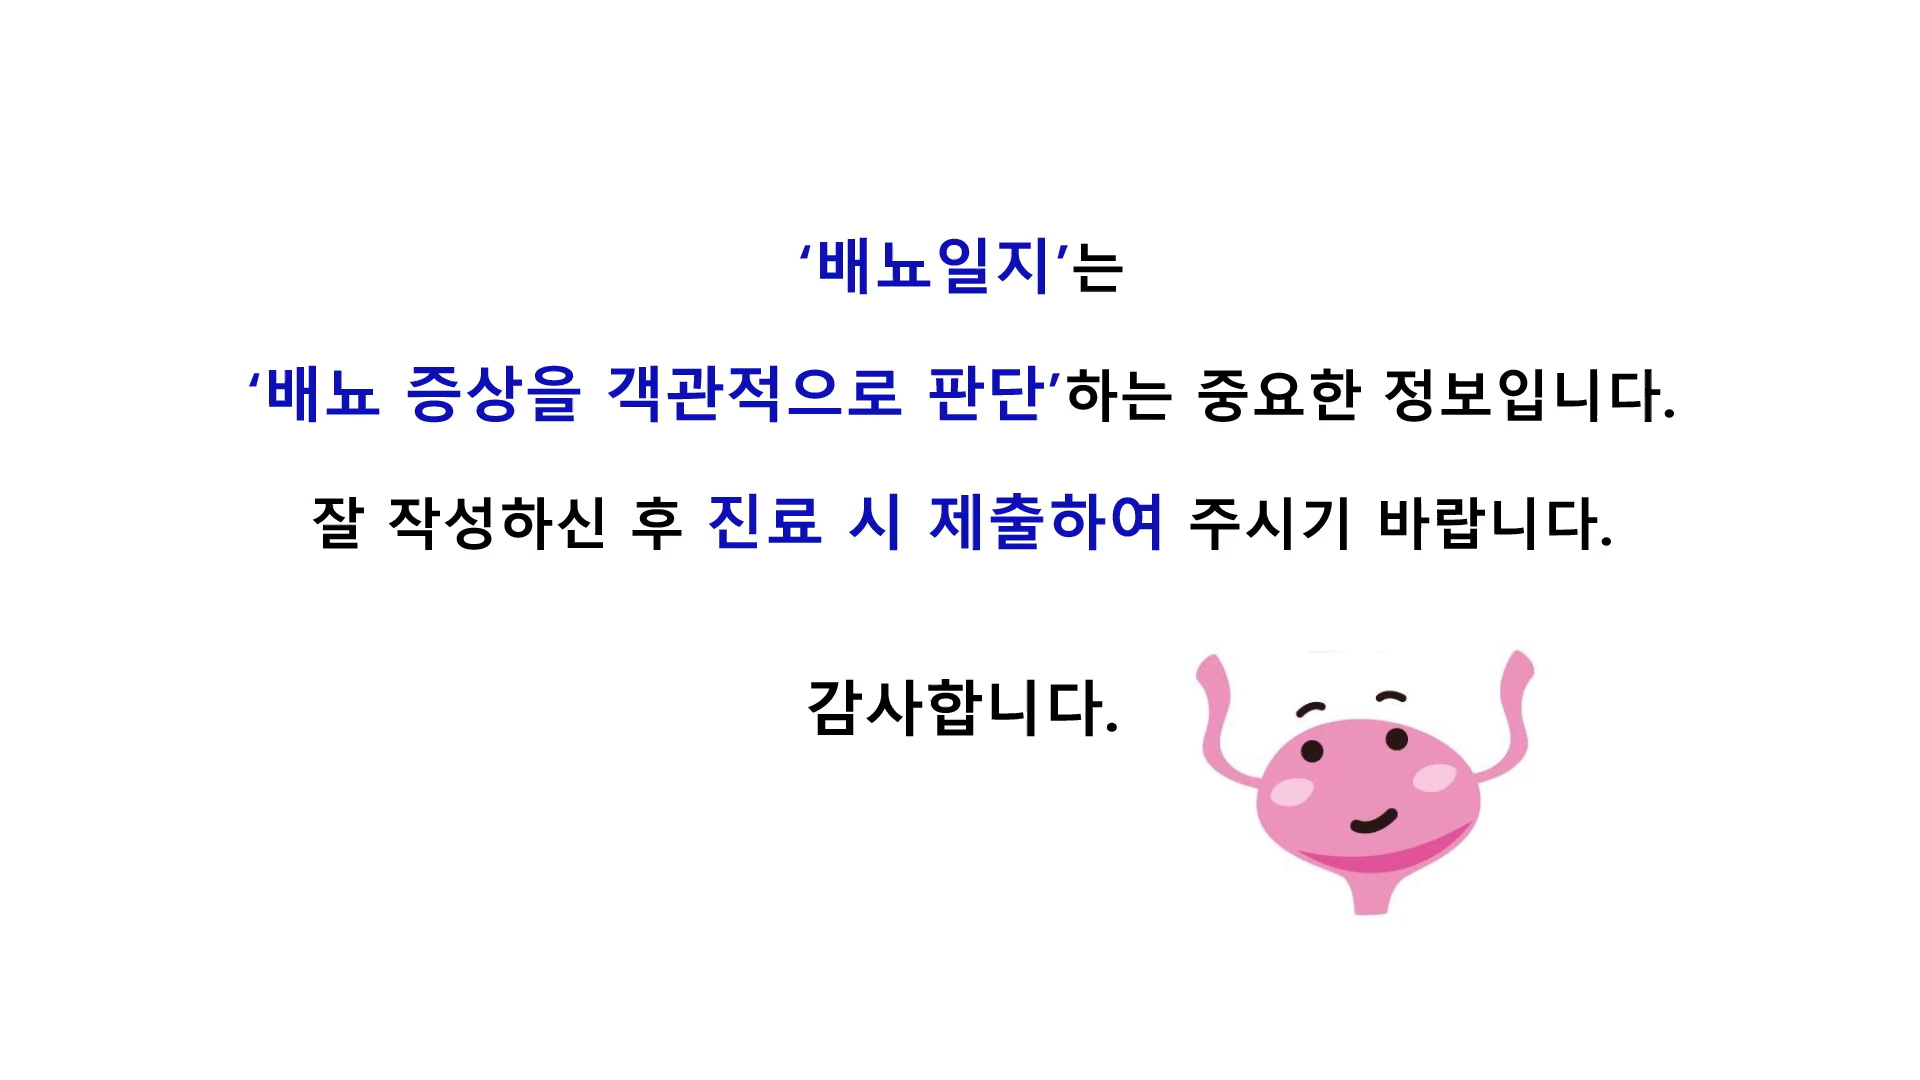 ‘배뇨일지’는
‘배뇨 증상을 객관적으로 판단’하는 중요한 정보입니다.
잘 작성하신 후 진료 시 제출하여 주시기 바랍니다.
감사합니다.